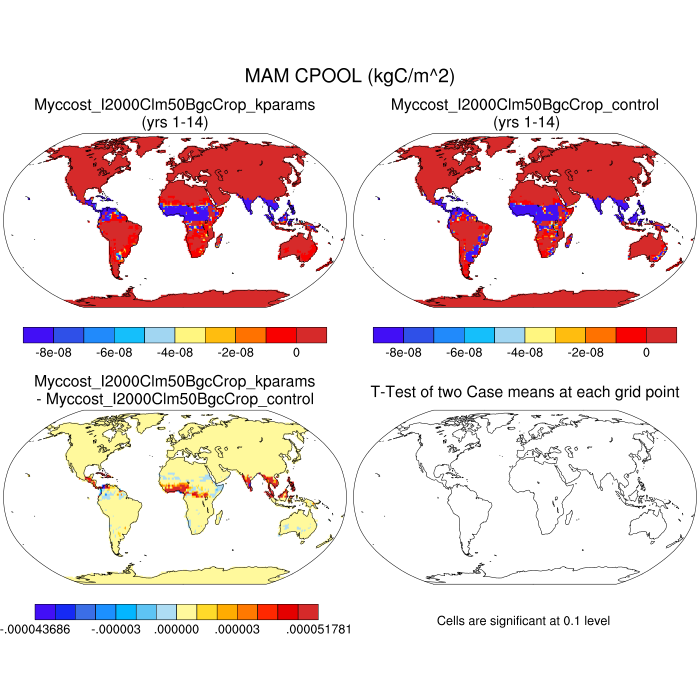 MAM CPOOL (kgC/m^2)
Myccost_I2000Clm50BgcCrop_kparams
(yrs 1-14)
Myccost_I2000Clm50BgcCrop_control
(yrs 1-14)
-8e-08 -6e-08 -4e-08 -2e-08 0
-8e-08 -6e-08 -4e-08 -2e-08 0
Myccost_I2000Clm50BgcCrop_kparams
- Myccost_I2000Clm50BgcCrop_control
T-Test of two Case means at each grid point
-.000043686 -.000003 .000000 .000003 .000051781
Cells are significant at 0.1 level